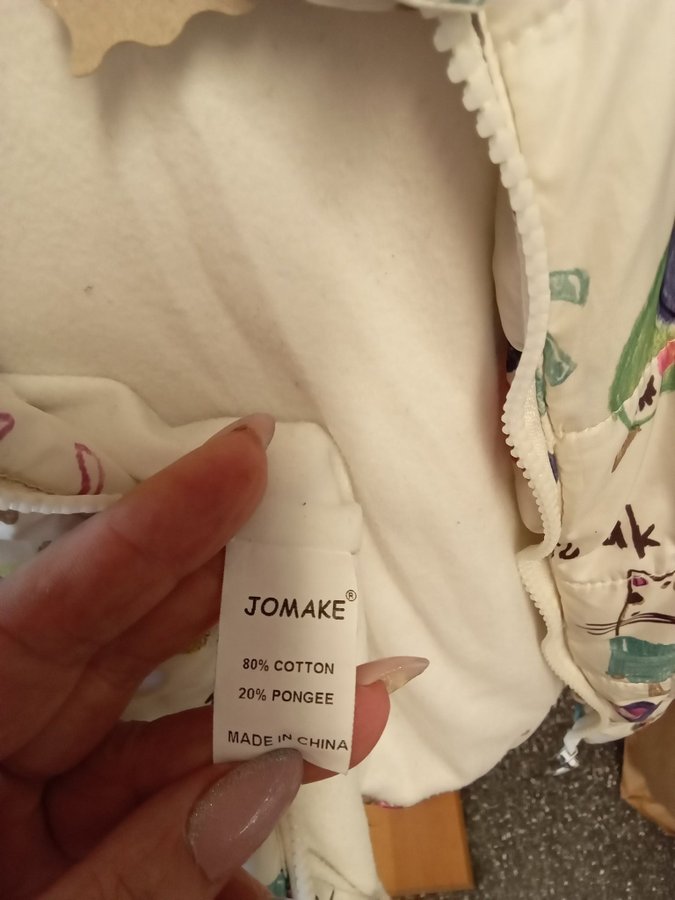 JOMAKE®
80% COTTON
20% PONGEE
MADE IN CHINA